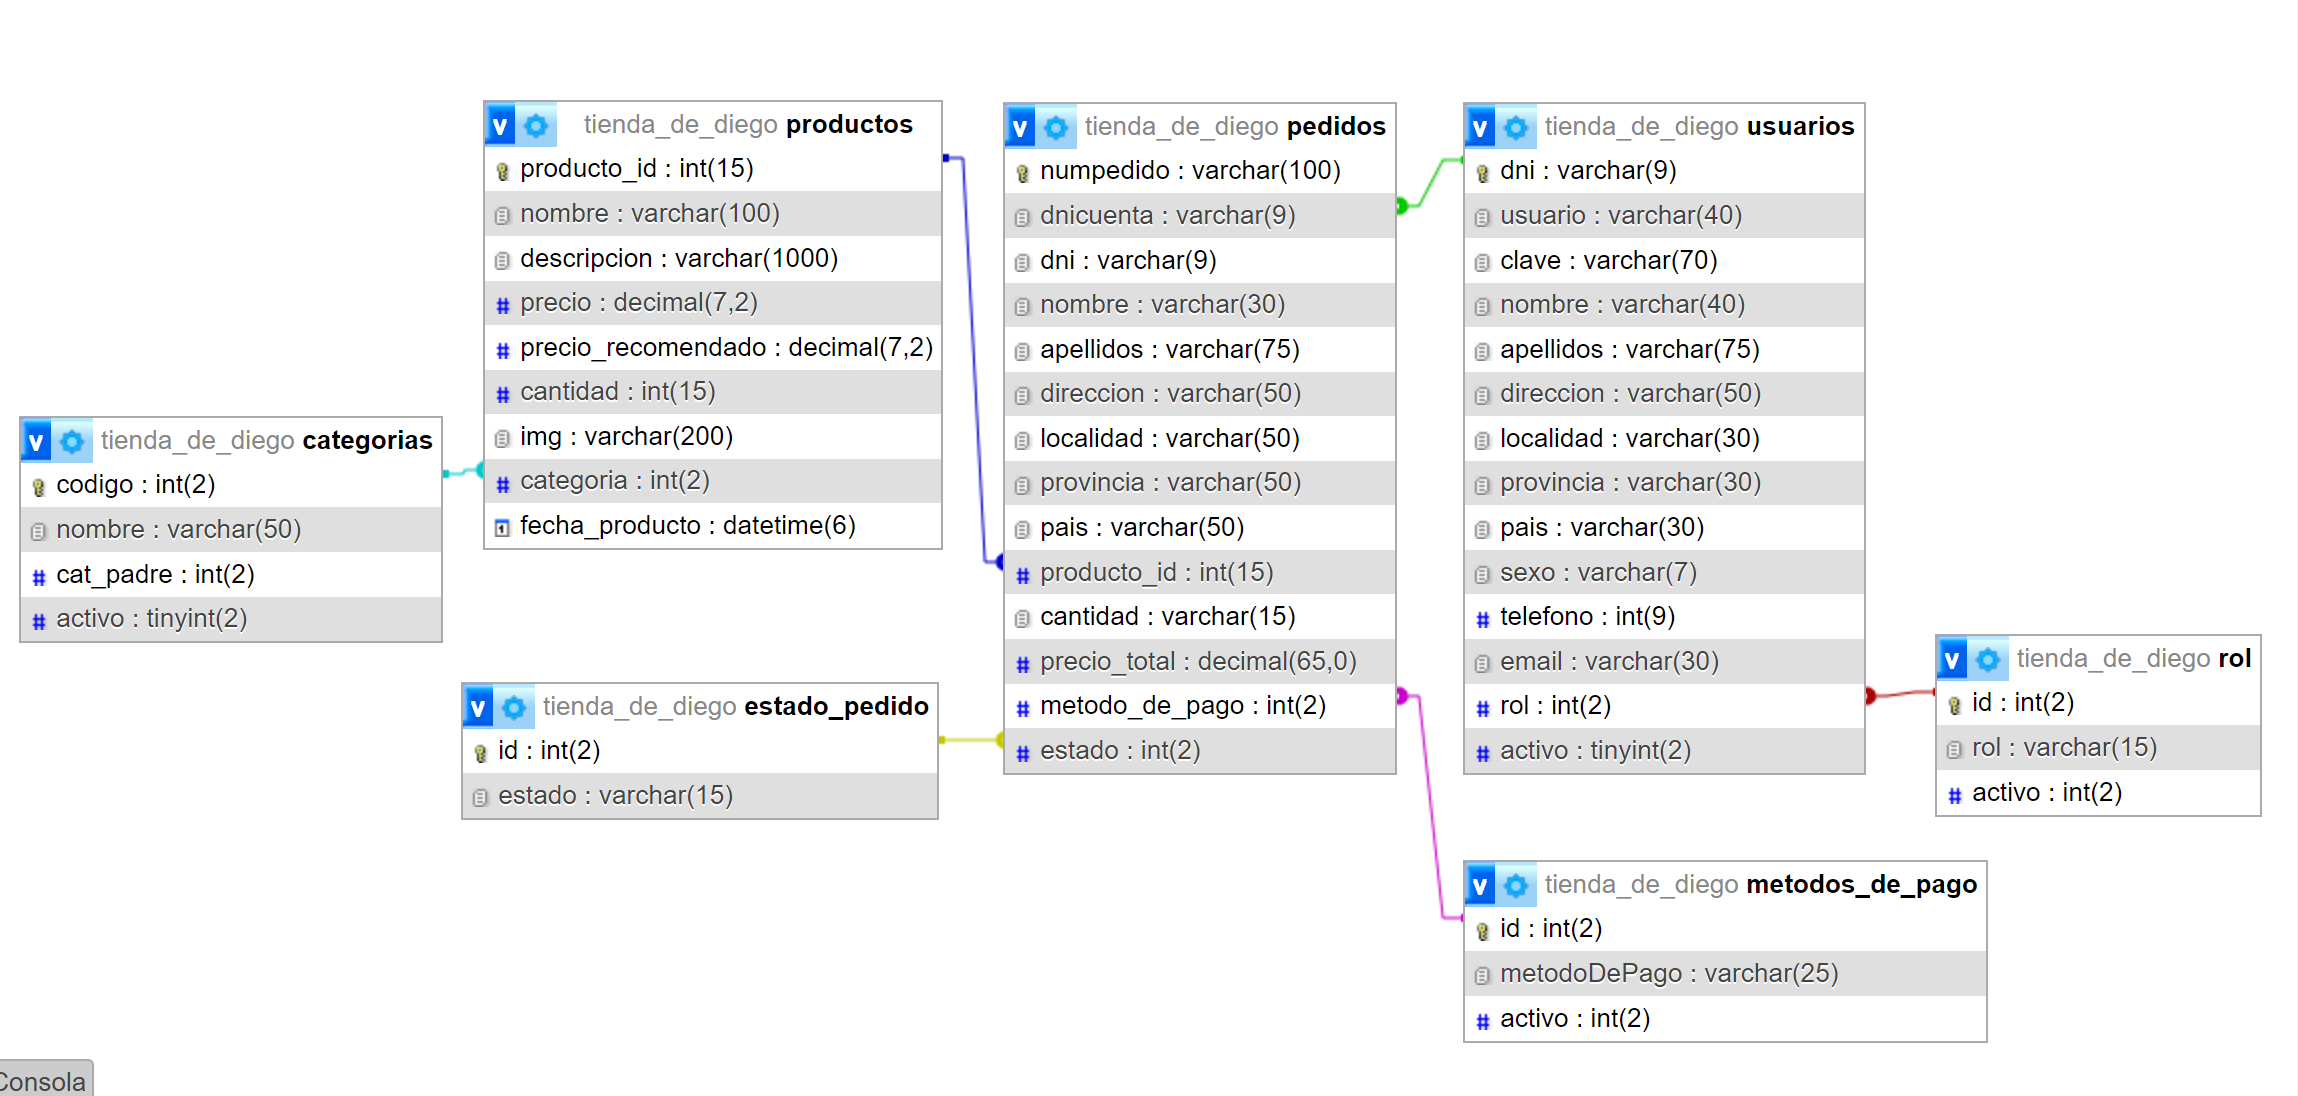 tienda_de_diego productos
producto_id : int(15)
nombre : varchar(100)
descripcion : varchar(1000)
precio : decimal(7,2)
precio_recomendado : decimal(7,2)
cantidad : int(15)
img : varchar(200)
categoria : int(2)
fecha_producto : datetime(6)
tienda_de_diego pedidos
numpedido : varchar(100)
dnicuenta : varchar(9)
dni : varchar(9)
nombre : varchar(30)
apellidos : varchar(75)
direccion : varchar(50)
localidad : varchar(50)
provincia : varchar(50)
pais : varchar(50)
producto_id : int(15)
cantidad : varchar(15)
precio_total : decimal(65,0)
metodo_de_pago : int(2)
estado : int(2)
tienda_de_diego usuarios
dni : varchar(9)
usuario : varchar(40)
clave : varchar(70)
nombre : varchar(40)
apellidos : varchar(75)
direccion : varchar(50)
localidad : varchar(30)
provincia : varchar(30)
pais : varchar(30)
sexo : varchar(7)
telefono : int(9)
email : varchar(30)
rol : int(2)
activo : tinyint(2)
tienda_de_diego categorias
codigo : int(2)
nombre : varchar(50)
cat_padre : int(2)
activo : tinyint(2)
tienda_de_diego estado_pedido
id : int(2)
estado : varchar(15)
tienda_de_diego rol
id : int(2)
rol : varchar(15)
activo : int(2)
tienda_de_diego metodos_de_pago
id : int(2)
metodoDePago : varchar(25)
activo : int(2)
Consola